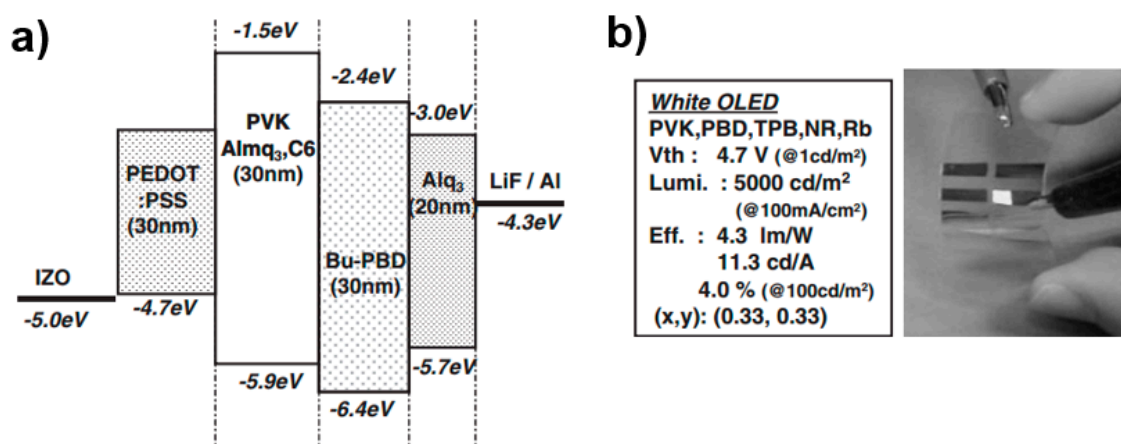 a)
-1.5eV
-2.4eV
-3.0eV
PVK
Almq₃,C6
(30nm)
PEDOT
:PSS
(30nm)
Alq₃
(20nm)
LiF / Al
-4.3eV
Bu-PBD
(30nm)
IZO
-5.0eV
-4.7eV
-5.9eV
-5.7eV
-6.4eV
b)
White OLED
PVK,PBD,TPB,NR,Rb
Vth : 4.7 V (@1cd/m²)
Lumi. : 5000 cd/m²
(@100mA/cm²)
Eff. : 4.3 lm/W
11.3 cd/A
4.0 % (@100cd/m²)
(x,y): (0.33, 0.33)